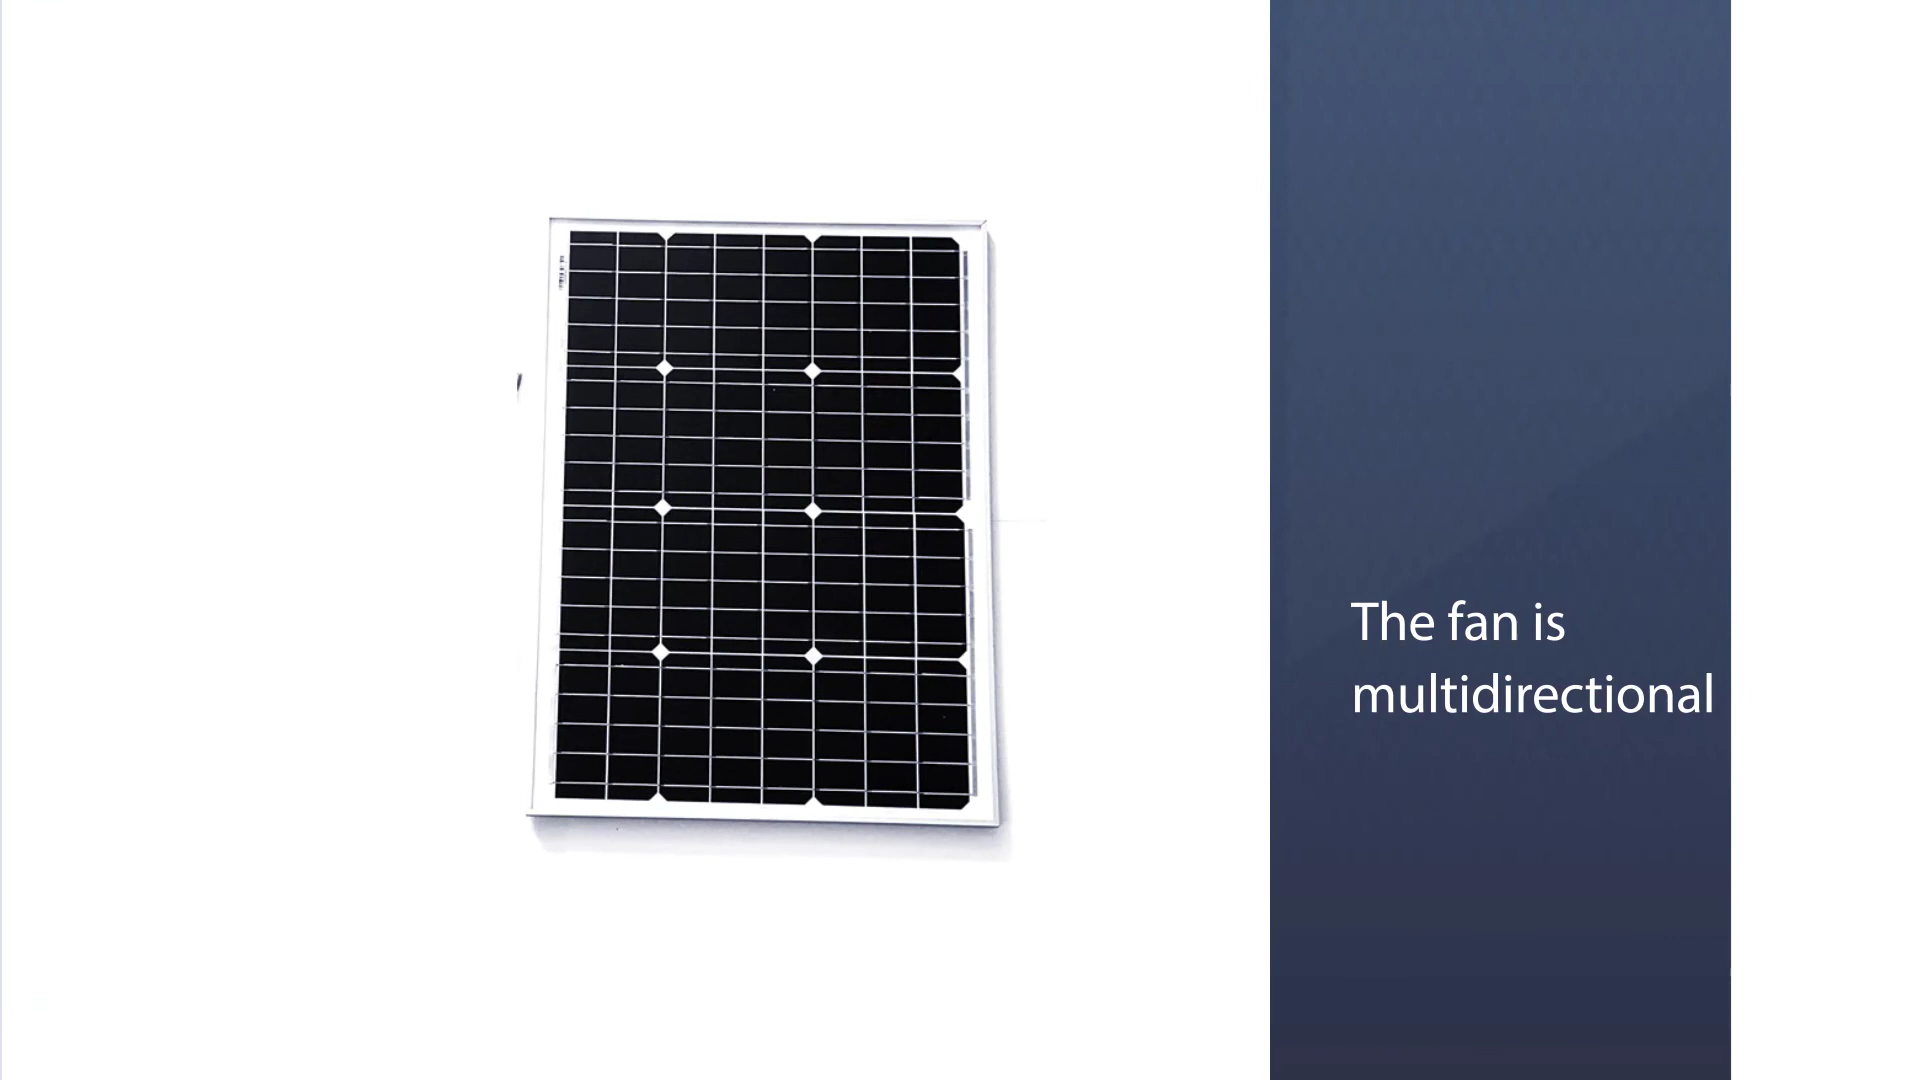 The fan is
multidirectional